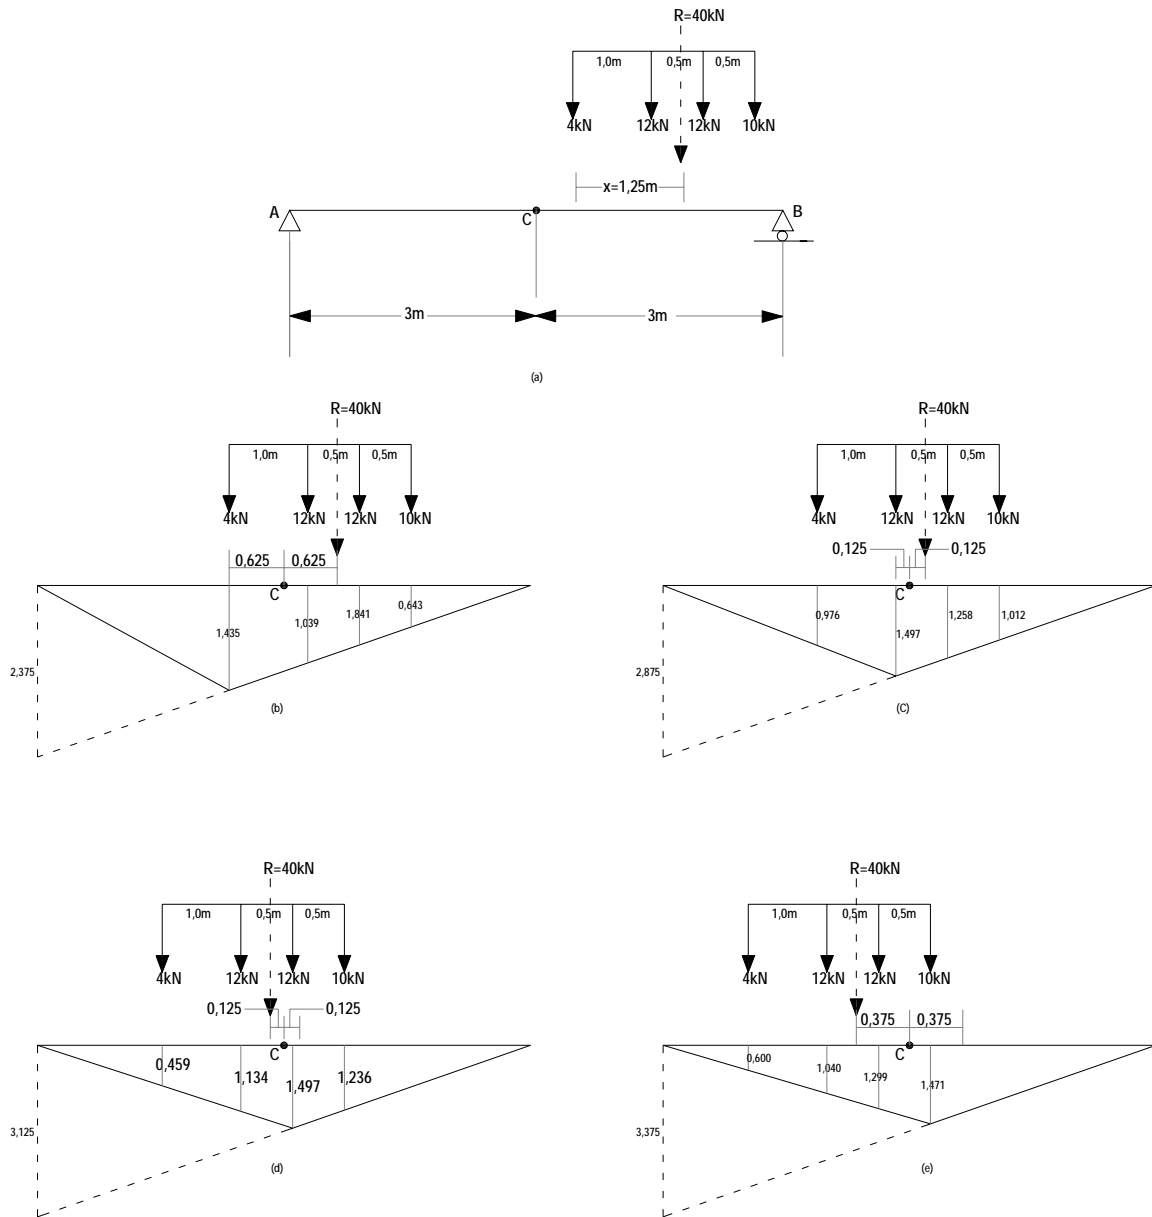 R=40kN
1,0m 0,5m 0,5m
4kN 12kN 12kN 10kN
x=1,25m
A C B
3m 3m
(a)
R=40kN
1,0m 0,5m 0,5m
4kN 12kN 12kN 10kN
0,625 0,625
C
1,435 1,039 1,841 0,643
2,375
(b)
R=40kN
1,0m 0,5m 0,5m
4kN 12kN 12kN 10kN
0,125 0,125
C
0,976 1,497 1,258 1,012
2,875
(C)
R=40kN
1,0m 0,5m 0,5m
4kN 12kN 12kN 10kN
0,125 0,125
C
0,459 1,134 1,497 1,236
3,125
(d)
R=40kN
1,0m 0,5m 0,5m
4kN 12kN 12kN 10kN
0,375 0,375
C
0,600 1,040 1,299 1,471
3,375
(e)